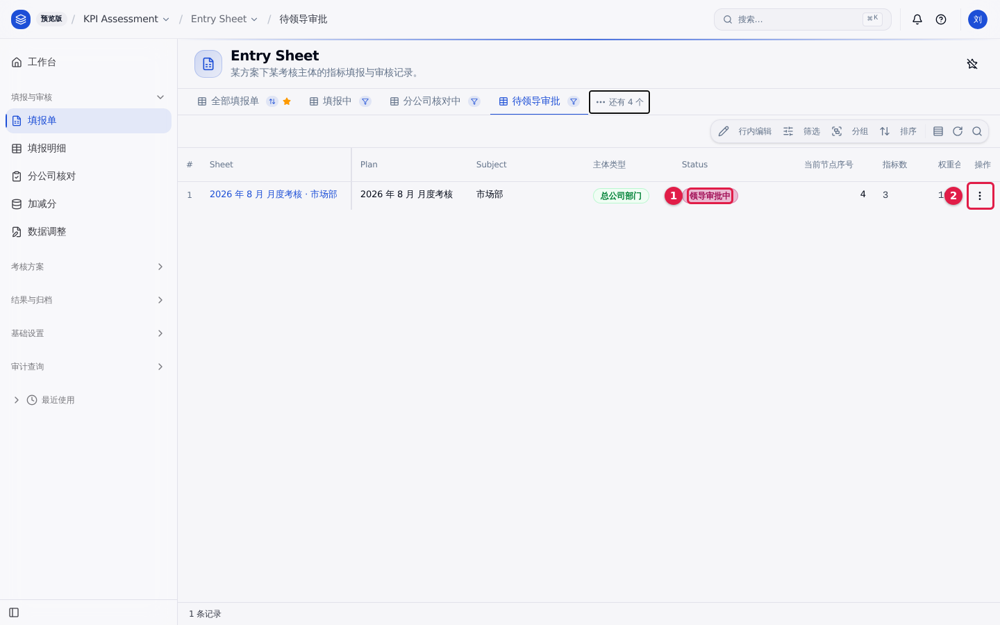 预览版 / KPI Assessment / Entry Sheet / 待领导审批
搜索... ⌘K
刘
工作台
填报与审核
填报单
填报明细
分公司核对
加减分
数据调整
考核方案
结果与归档
基础设置
审计查询
最近使用
Entry Sheet
某方案下某考核主体的指标填报与审核记录。
全部填报单 填报中 分公司核对中 待领导审批 ··· 还有 4 个
行内编辑 筛选 分组 排序
# Sheet Plan Subject 主体类型 Status 当前节点序号 指标数 权重合 操作
1 2026 年 8 月 月度考核 · 市场部 2026 年 8 月 月度考核 市场部 总公司部门 1 领导审批中 4 3 1 2
1 条记录